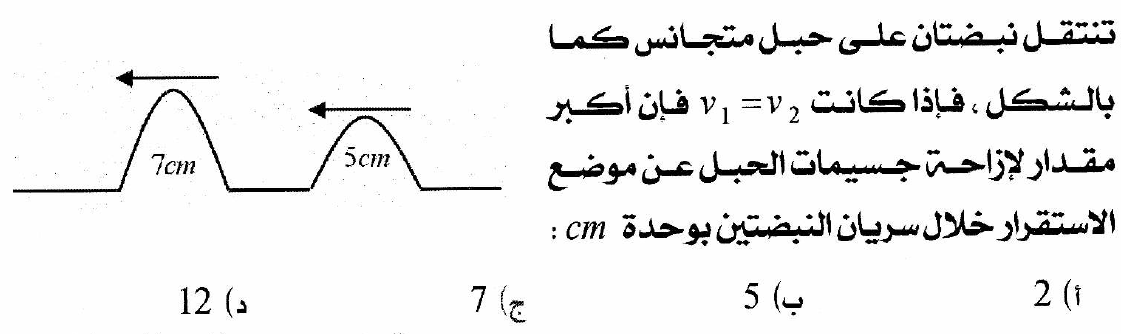 تنتقل نبضتان على حبل متجانس كما
بالشكل ، فإذا كانت v₁ = v₂ فإن أكبر
مقدار لإزاحة جسيمات الحبل عن موضع
الاستقرار خلال سريان النبضتين بوحدة cm :
7cm
5cm
أ) 2 ب) 5 ج) 7 د) 12